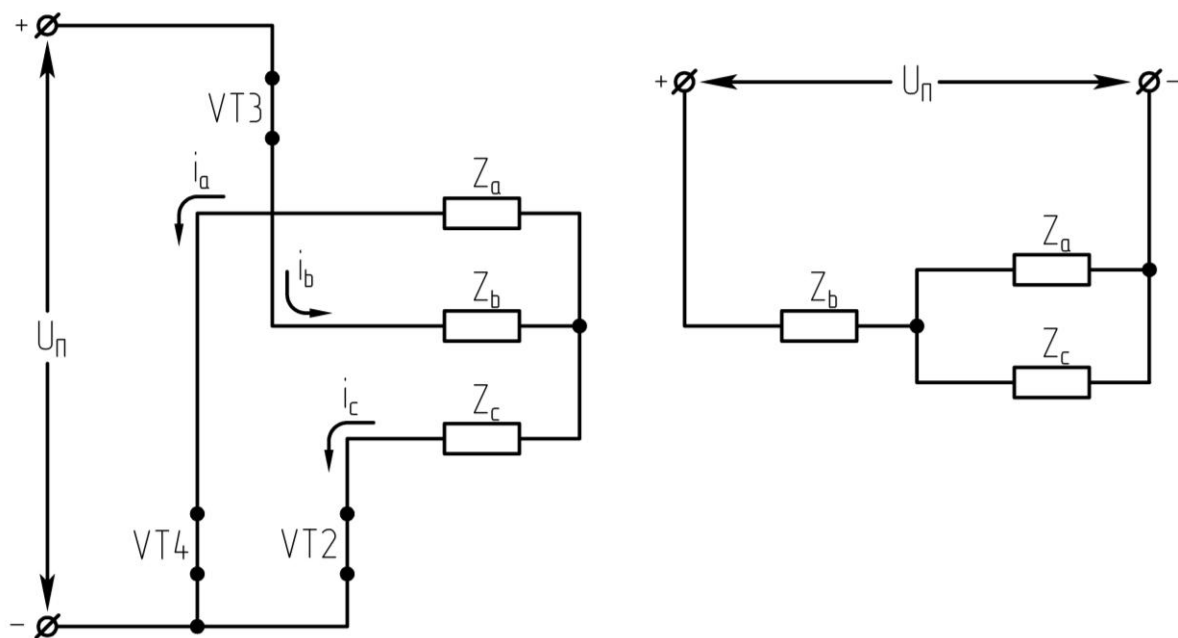 +
VT3
i_a
Z_a
i_b
Z_b
U_П
i_c
Z_c
VT4
VT2
−
+
U_П
−
Z_a
Z_b
Z_c